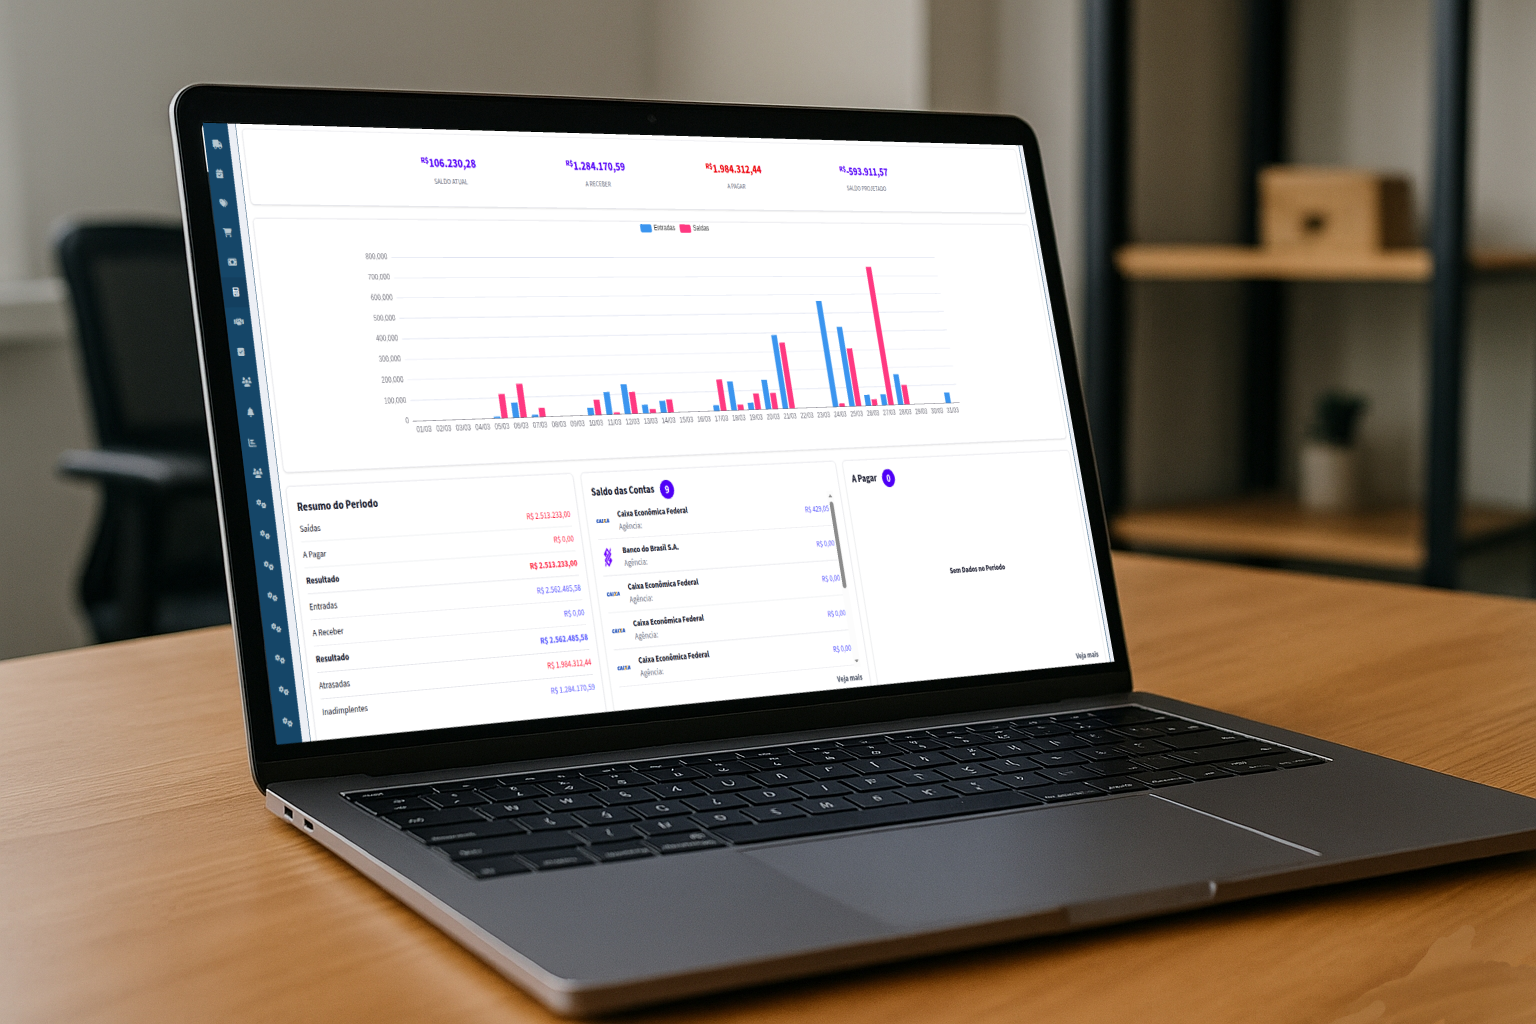 R$106.230,28 R$1.284.170,59 R$1.984.312,44 R$-593.911,57
SALDO ATUAL A RECEBER A PAGAR SALDO PROJETADO
Entradas Saídas
800.000
700.000
600.000
500.000
400.000
300.000
200.000
100.000
0
01/03 02/03 03/03 04/03 05/03 06/03 07/03 08/03 09/03 10/03 11/03 12/03 13/03 14/03 15/03 16/03 17/03 18/03 19/03 20/03 21/03 22/03 23/03 24/03 25/03 26/03 27/03 28/03 29/03 30/03 31/03
Resumo do Periodo
Saídas R$ 2.513.233,00
A Pagar R$ 0,00
Resultado R$ 2.513.233,00
Entradas R$ 2.562.485,58
A Receber R$ 0,00
Resultado R$ 2.562.485,58
Atrasadas R$ 1.984.312,44
Inadimplentes R$ 1.284.170,59
Saldo das Contas 9
CAIXA Caixa Econômica Federal R$ 429,05
Agência:
Banco do Brasil S.A. R$ 0,00
Agência:
CAIXA Caixa Econômica Federal R$ 0,00
Agência:
CAIXA Caixa Econômica Federal R$ 0,00
Agência:
CAIXA Caixa Econômica Federal R$ 0,00
Agência:
Veja mais
A Pagar 0
Sem Dados no Periodo
Veja mais